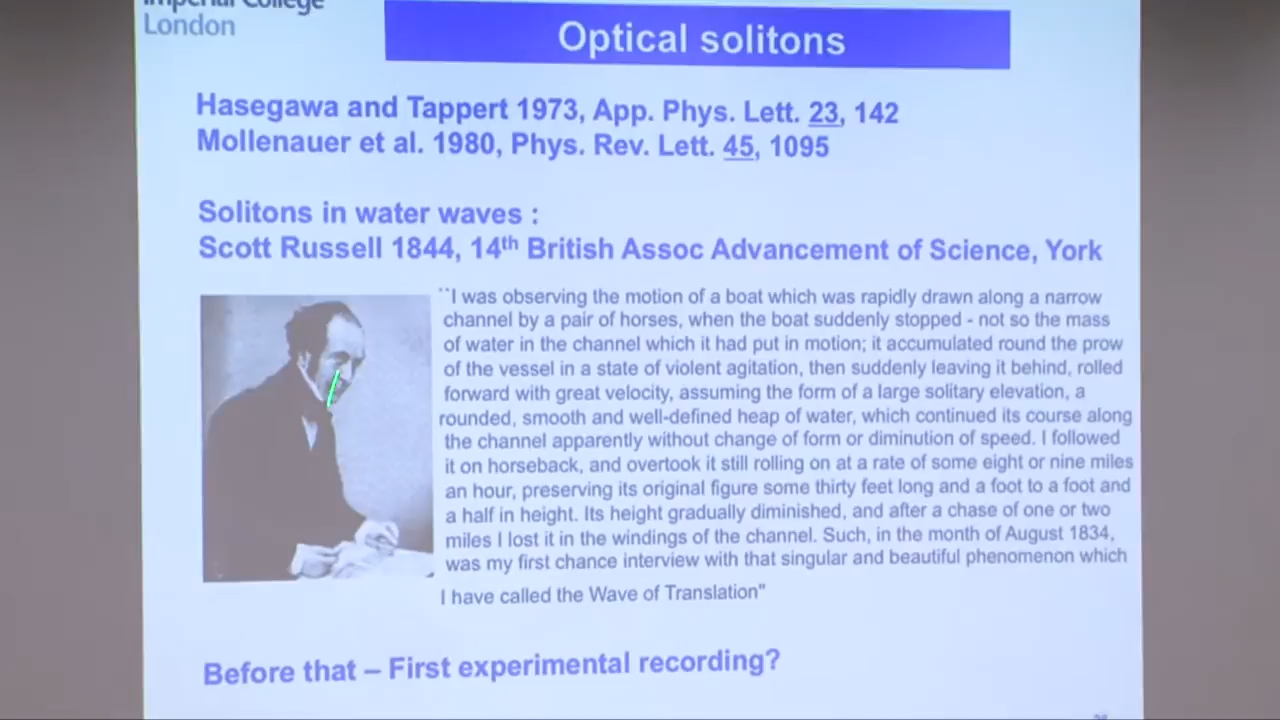 Imperial College
London
Optical solitons
Hasegawa and Tappert 1973, App. Phys. Lett. 23, 142
Mollenauer et al. 1980, Phys. Rev. Lett. 45, 1095
Solitons in water waves :
Scott Russell 1844, 14th British Assoc Advancement of Science, York
``I was observing the motion of a boat which was rapidly drawn along a narrow
channel by a pair of horses, when the boat suddenly stopped - not so the mass
of water in the channel which it had put in motion; it accumulated round the prow
of the vessel in a state of violent agitation, then suddenly leaving it behind, rolled
forward with great velocity, assuming the form of a large solitary elevation, a
rounded, smooth and well-defined heap of water, which continued its course along
the channel apparently without change of form or diminution of speed. I followed
it on horseback, and overtook it still rolling on at a rate of some eight or nine miles
an hour, preserving its original figure some thirty feet long and a foot to a foot and
a half in height. Its height gradually diminished, and after a chase of one or two
miles I lost it in the windings of the channel. Such, in the month of August 1834,
was my first chance interview with that singular and beautiful phenomenon which
I have called the Wave of Translation"
Before that – First experimental recording?